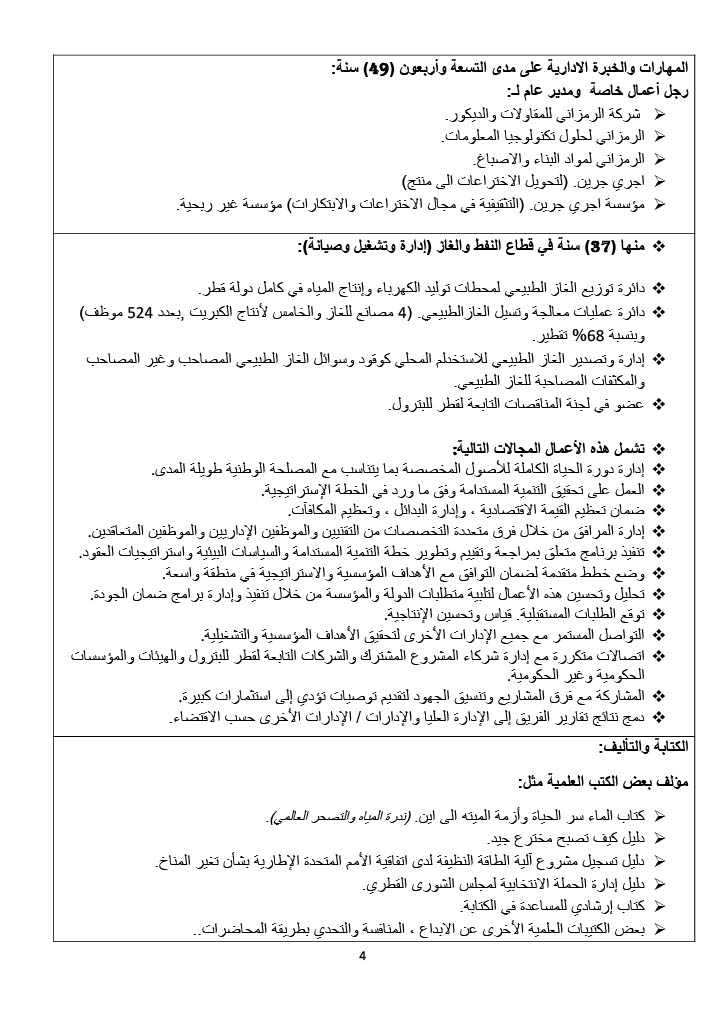 المهارات والخبرة الادارية على مدى التسعة وأربعون (49) سنة:
رجل أعمال خاصة ومدير عام لـ:
➢ شركة الرمزاني للمقاولات والديكور.
➢ الرمزاني لحلول تكنولوجيا المعلومات.
➢ الرمزاني لمواد البناء والاصباغ.
➢ اجري جرين. (لتحويل الاختراعات الى منتج)
➢ مؤسسة اجري جرين. (التثقيفية في مجال الاختراعات والابتكارات) مؤسسة غير ربحية.
❖ منها (37) سنة في قطاع النفط والغاز (إدارة وتشغيل وصيانة):
❖ دائرة توزيع الغاز الطبيعي لمحطات توليد الكهرباء وإنتاج المياه في كامل دولة قطر.
❖ دائرة عمليات معالجة وتسيل الغازالطبيعي. (4 مصانع للغاز والخامس لأنتاج الكبريت ,بعدد 524 موظف)
وبنسبة 68% تقطير.
❖ إدارة وتصدير الغاز الطبيعي للاستخدلم المحلي كوقود وسوائل الغاز الطبيعي المصاحب وغير المصاحب
والمكثفات المصاحبة للغاز الطبيعي.
❖ عضو في لجنة المناقصات التابعة لقطر للبترول.
❖ تشمل هذه الأعمال المجالات التالية:
❖ إدارة دورة الحياة الكاملة للأصول المخصصة بما يتناسب مع المصلحة الوطنية طويلة المدى.
❖ العمل على تحقيق التنمية المستدامة وفق ما ورد في الخطة الإستراتيجية.
❖ ضمان تعظيم القيمة الاقتصادية ، وإدارة البدائل ، وتعظيم المكافآت.
❖ إدارة المرافق من خلال فرق متعددة التخصصات من التقنيين والموظفين الإداريين والموظفين المتعاقدين.
❖ تنفيذ برنامج متعلق بمراجعة وتقييم وتطوير خطة التنمية المستدامة والسياسات البيئية واستراتيجيات العقود.
❖ وضع خطط متقدمة لضمان التوافق مع الأهداف المؤسسية والاستراتيجية في منطقة واسعة.
❖ تحليل وتحسين هذه الأعمال لتلبية متطلبات الدولة والمؤسسة من خلال تنفيذ وإدارة برامج ضمان الجودة.
❖ توقع الطلبات المستقبلية. قياس وتحسين الإنتاجية.
❖ التواصل المستمر مع جميع الإدارات الأخرى لتحقيق الأهداف المؤسسية والتشغيلية.
❖ اتصالات متكررة مع إدارة شركاء المشروع المشترك والشركات التابعة لقطر للبترول والهيئات والمؤسسات
الحكومية وغير الحكومية.
❖ المشاركة مع فرق المشاريع وتنسيق الجهود لتقديم توصيات تؤدي إلى استثمارات كبيرة.
❖ دمج نتائج تقارير الفريق إلى الإدارة العليا والإدارات / الإدارات الأخرى حسب الاقتضاء.
الكتابة والتأليف:
مؤلف بعض الكتب العلمية مثل:
➢ كتاب الماء سر الحياة وأزمة الميته الى اين. (ندرة المياه والتصحر العالمي).
➢ دليل كيف تصبح مخترع جيد.
➢ دليل تسجيل مشروع آلية الطاقة النظيفة لدى اتفاقية الأمم المتحدة الإطارية بشأن تغير المناخ.
➢ دليل إدارة الحملة الانتخابية لمجلس الشورى القطري.
➢ كتاب إرشادي للمساعدة في الكتابة.
➢ بعض الكتيبات العلمية الأخرى عن الابداع ، المنافسة والتحدي بطريقة المحاضرات..
4